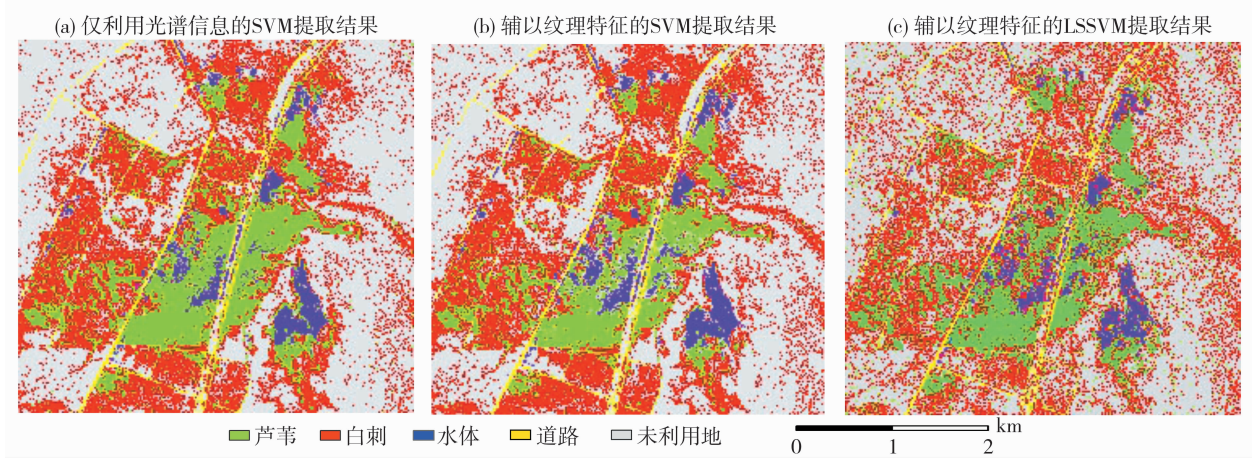 (a) 仅利用光谱信息的SVM提取结果
(b) 辅以纹理特征的SVM提取结果
(c) 辅以纹理特征的LSSVM提取结果
芦苇 白刺 水体 道路 未利用地
km
0 1 2